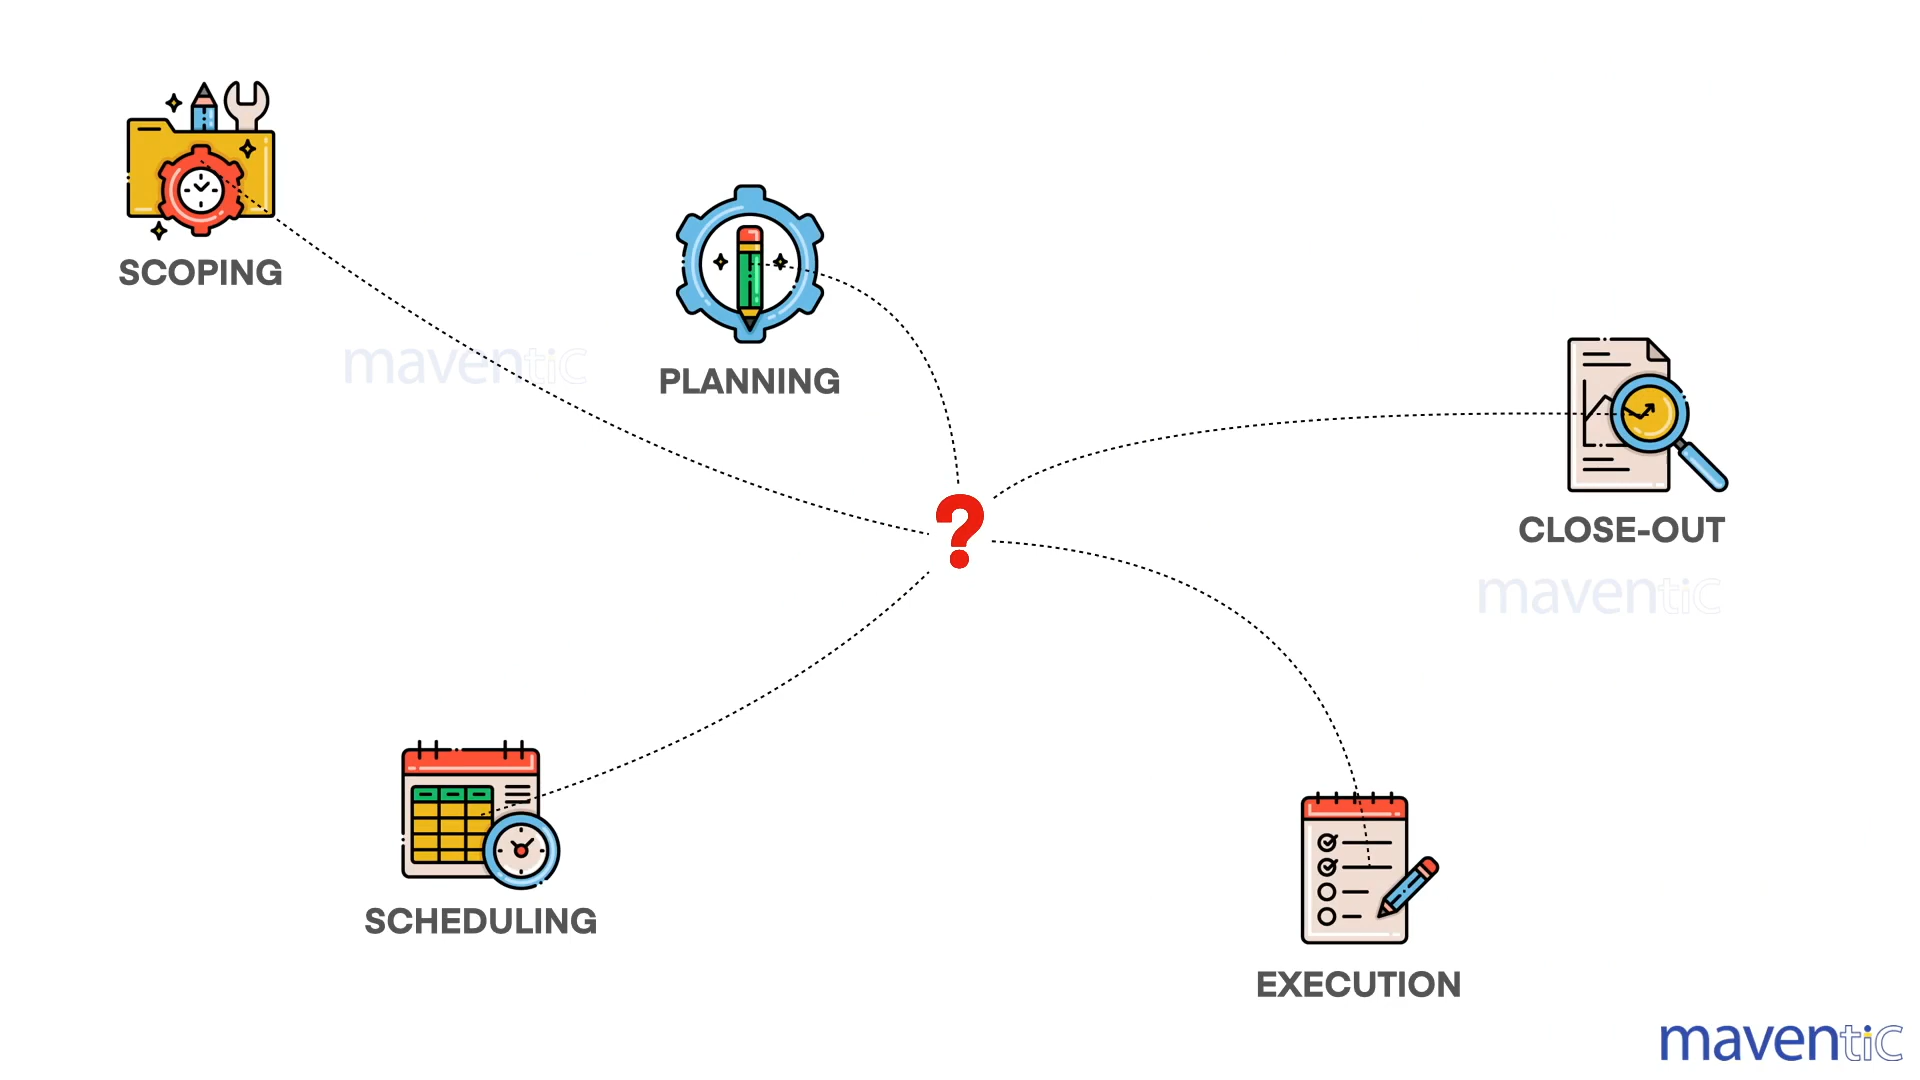 SCOPING
PLANNING
maventic
?
CLOSE-OUT
maventic
SCHEDULING
EXECUTION
maventic